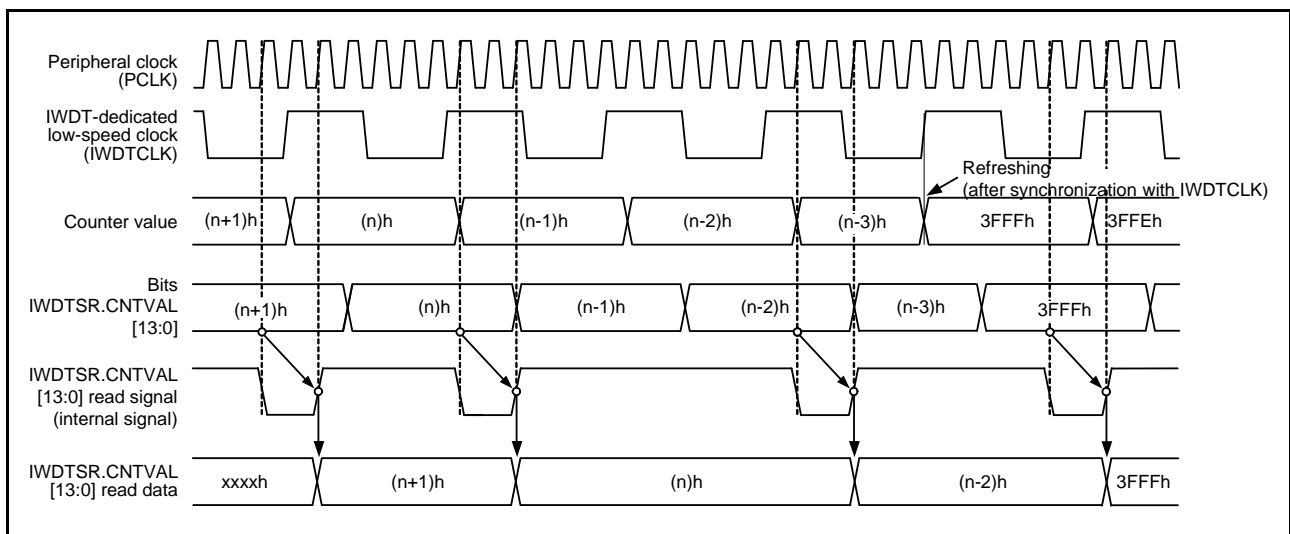 Peripheral clock
(PCLK)
IWDT-dedicated
low-speed clock
(IWDTCLK)
Refreshing
(after synchronization with IWDTCLK)
Counter value
(n+1)h
(n)h
(n-1)h
(n-2)h
(n-3)h
3FFFh
3FFEh
Bits
IWDTSR.CNTVAL
[13:0]
(n+1)h
(n)h
(n-1)h
(n-2)h
(n-3)h
3FFFh
IWDTSR.CNTVAL
[13:0] read signal
(internal signal)
IWDTSR.CNTVAL
[13:0] read data
xxxxh
(n+1)h
(n)h
(n-2)h
3FFFh